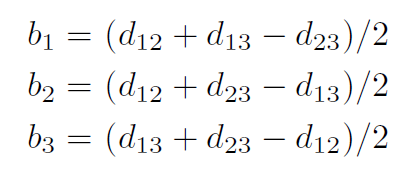 b₁ = (d₁₂ + d₁₃ − d₂₃)/2
b₂ = (d₁₂ + d₂₃ − d₁₃)/2
b₃ = (d₁₃ + d₂₃ − d₁₂)/2